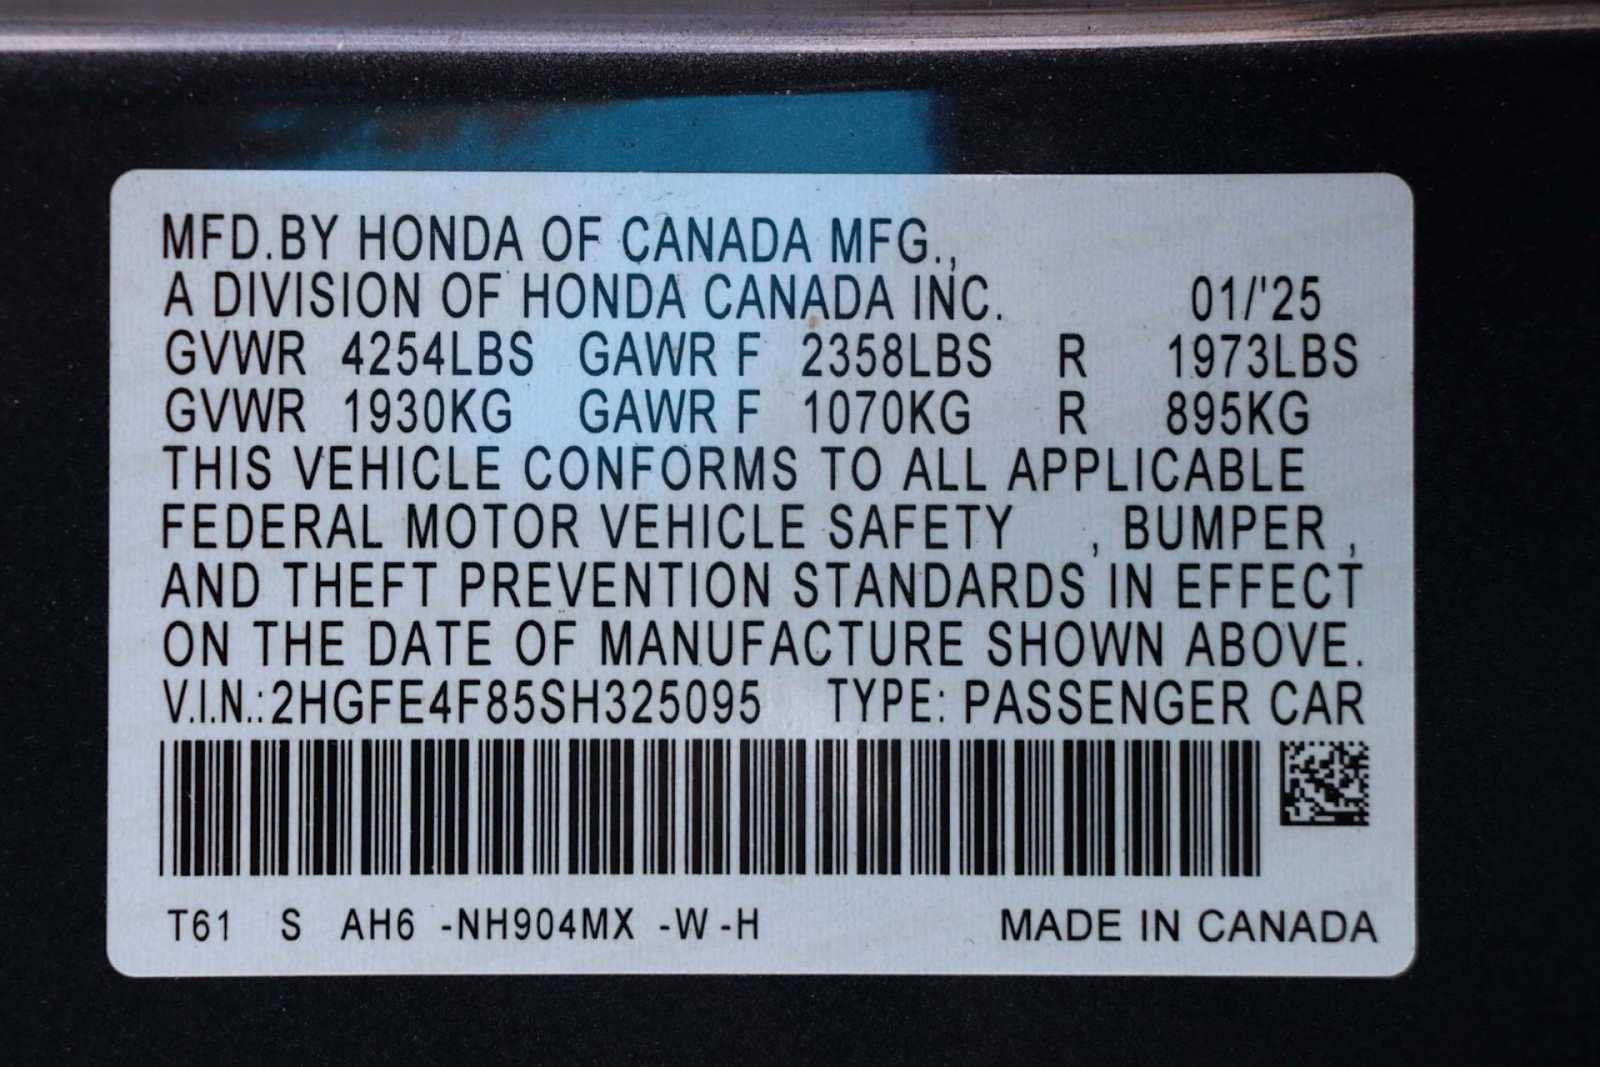 MFD.BY HONDA OF CANADA MFG.,
A DIVISION OF HONDA CANADA INC. 01/'25
GVWR 4254LBS GAWR F 2358LBS R 1973LBS
GVWR 1930KG GAWR F 1070KG R 895KG
THIS VEHICLE CONFORMS TO ALL APPLICABLE
FEDERAL MOTOR VEHICLE SAFETY , BUMPER ,
AND THEFT PREVENTION STANDARDS IN EFFECT
ON THE DATE OF MANUFACTURE SHOWN ABOVE.
V.I.N.:2HGFE4F85SH325095 TYPE: PASSENGER CAR
T61 S AH6 -NH904MX -W -H MADE IN CANADA